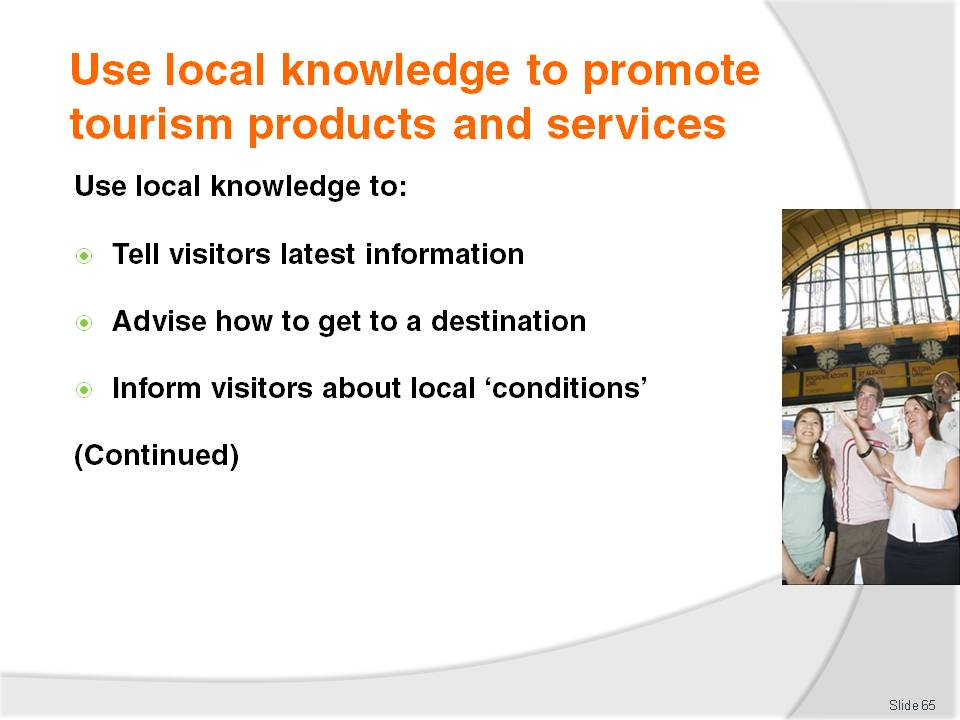 Use local knowledge to promote
tourism products and services
Use local knowledge to:
Tell visitors latest information
Advise how to get to a destination
Inform visitors about local ‘conditions’
(Continued)
Slide 65